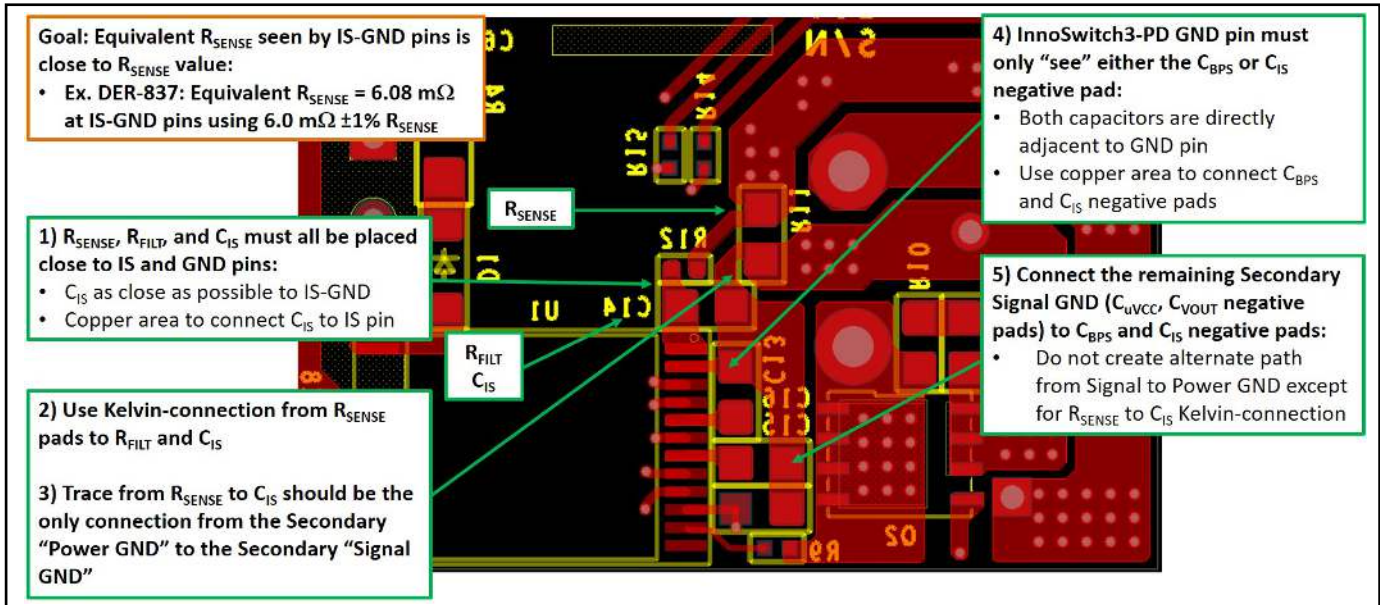 Goal: Equivalent RSENSE seen by IS-GND pins is
close to RSENSE value:
• Ex. DER-837: Equivalent RSENSE = 6.08 mΩ
at IS-GND pins using 6.0 mΩ ±1% RSENSE
1) RSENSE, RFILT, and CIS must all be placed
close to IS and GND pins:
• CIS as close as possible to IS-GND
• Copper area to connect CIS to IS pin
2) Use Kelvin-connection from RSENSE
pads to RFILT and CIS
3) Trace from RSENSE to CIS should be the
only connection from the Secondary
“Power GND” to the Secondary “Signal
GND”
RSENSE
RFILT
CIS
S/N
R4
R14
R15
R11
R12
D1
U1
C14
R10
C13
R9
Q2
8
4) InnoSwitch3-PD GND pin must
only “see” either the CBPS or CIS
negative pad:
• Both capacitors are directly
adjacent to GND pin
• Use copper area to connect CBPS
and CIS negative pads
5) Connect the remaining Secondary
Signal GND (CuVCC, CVOUT negative
pads) to CBPS and CIS negative pads:
• Do not create alternate path
from Signal to Power GND except
for RSENSE to CIS Kelvin-connection